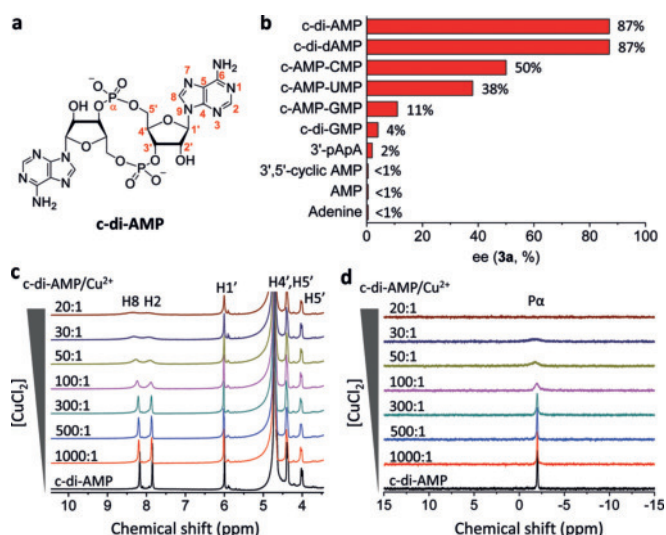 a
NH₂
N
7
5
6
N1
8
9
N
4
N
3
2
O⁻
O
P
α
O
OH
5'
O
4'
1'
3'
2'
OH
O
O
O
P
O
O⁻
N
N
N
N
NH₂
c-di-AMP
b
c-di-AMP 87%
c-di-dAMP 87%
c-AMP-CMP 50%
c-AMP-UMP 38%
c-AMP-GMP 11%
c-di-GMP 4%
3'-pApA 2%
3',5'-cyclic AMP <1%
AMP <1%
Adenine <1%
0 20 40 60 80 100
ee (3a, %)
c
c-di-AMP/Cu²⁺
H8 H2 H1' H4',H5' H5'
20:1
30:1
50:1
100:1
300:1
500:1
1000:1
c-di-AMP
[CuCl₂]
10 9 8 7 6 5 4
Chemical shift (ppm)
d
c-di-AMP/Cu²⁺
Pα
20:1
30:1
50:1
100:1
300:1
500:1
1000:1
c-di-AMP
[CuCl₂]
15 10 5 0 -5 -10 -15
Chemical shift (ppm)